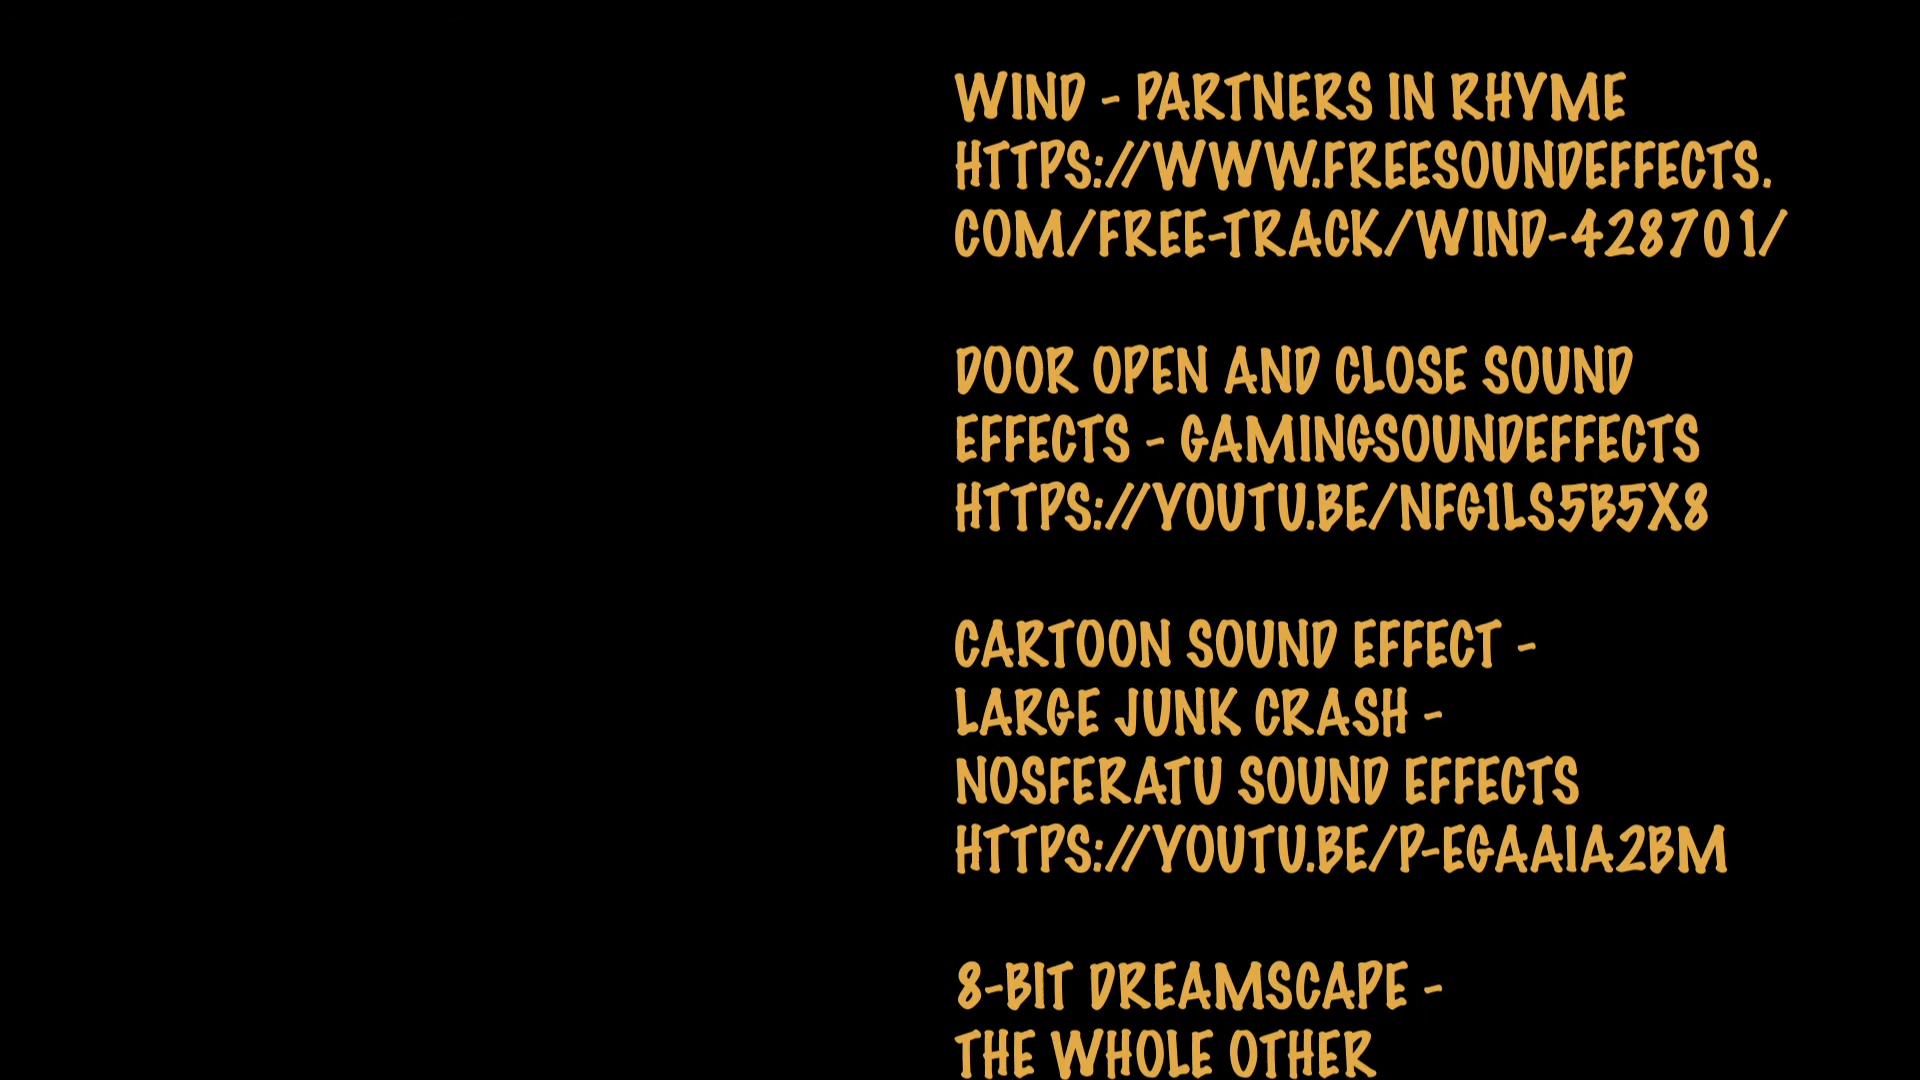 WIND - PARTNERS IN RHYME
HTTPS://WWW.FREESOUNDEFFECTS.
COM/FREE-TRACK/WIND-428701/
DOOR OPEN AND CLOSE SOUND
EFFECTS - GAMINGSOUNDEFFECTS
HTTPS://YOUTU.BE/NFG1LS5B5X8
CARTOON SOUND EFFECT -
LARGE JUNK CRASH -
NOSFERATU SOUND EFFECTS
HTTPS://YOUTU.BE/P-EGAAIA2BM
8-BIT DREAMSCAPE -
THE WHOLE OTHER